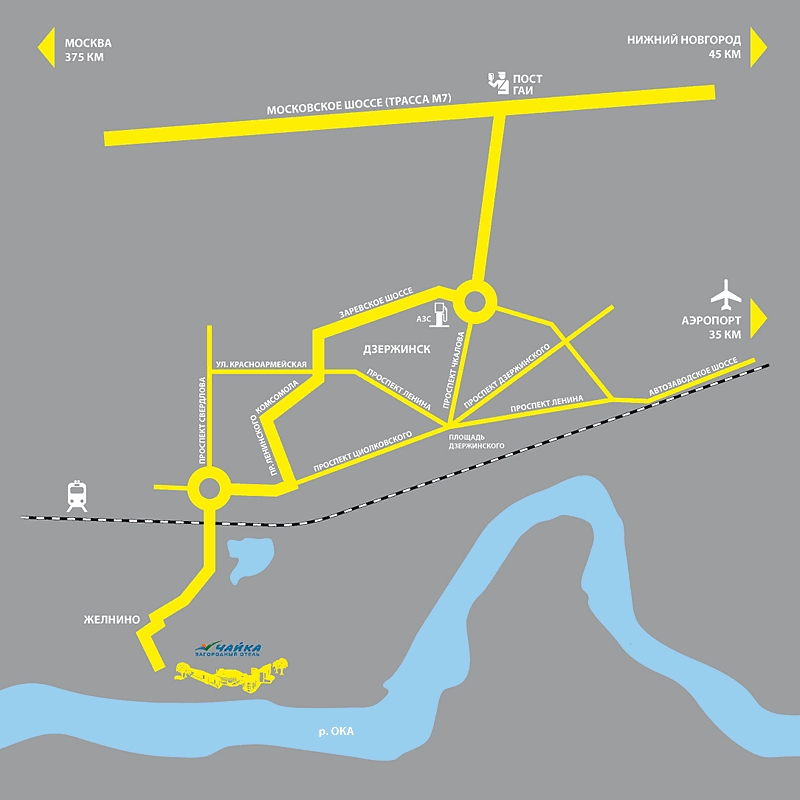 МОСКВА
375 КМ
НИЖНИЙ НОВГОРОД
45 КМ
ПОСТ
ГАИ
МОСКОВСКОЕ ШОССЕ (ТРАССА М7)
ЗАРЕВСКОЕ ШОССЕ
АЗС
АЭРОПОРТ
35 КМ
ДЗЕРЖИНСК
УЛ. КРАСНОАРМЕЙСКАЯ
ПРОСПЕКТ СВЕРДЛОВА
ПР. ЛЕНИНСКОГО КОМСОМОЛА
ПРОСПЕКТ ЛЕНИНА
ПРОСПЕКТ ЧКАЛОВА
ПРОСПЕКТ ДЗЕРЖИНСКОГО
ПРОСПЕКТ ЛЕНИНА
АВТОЗАВОДСКОЕ ШОССЕ
ПРОСПЕКТ ЦИОЛКОВСКОГО
ПЛОЩАДЬ
ДЗЕРЖИНСКОГО
ЖЕЛНИНО
ЧАЙКА
ЗАГОРОДНЫЙ ОТЕЛЬ
р. ОКА